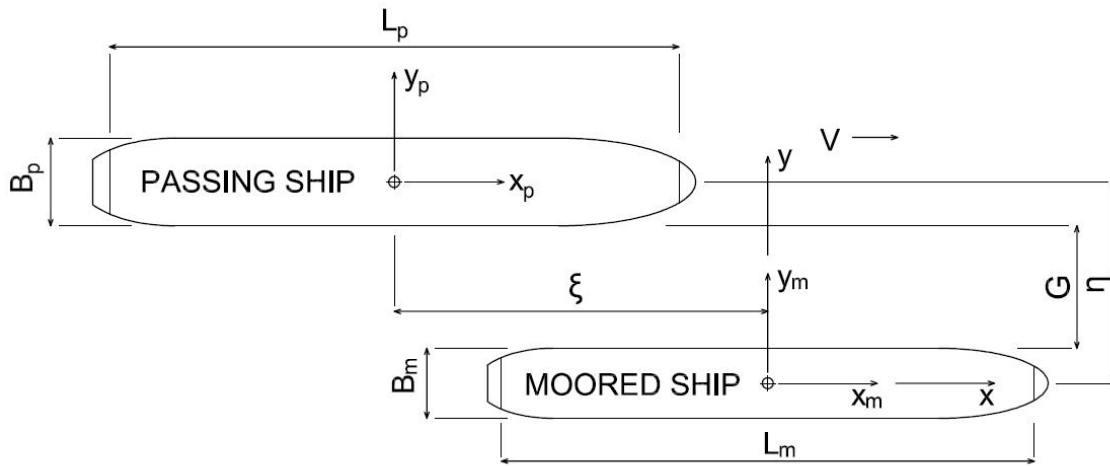 Lp
yp
Bp
PASSING SHIP
xp
V
y
ξ
ym
G
η
Bm
MOORED SHIP
xm
x
Lm